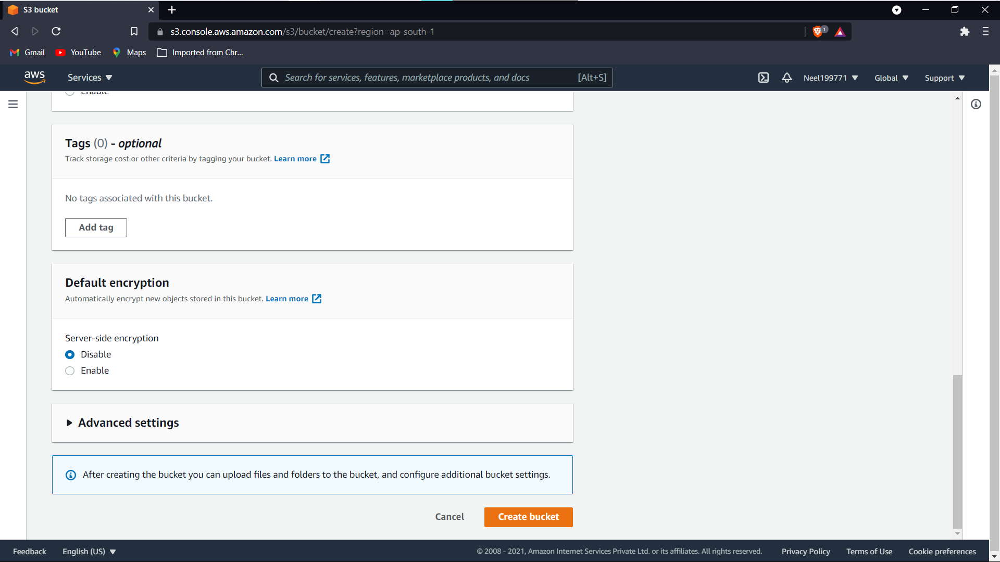 S3 bucket
s3.console.aws.amazon.com/s3/bucket/create?region=ap-south-1
1
Gmail
YouTube
Maps
Imported from Chr...
aws
Services
Search for services, features, marketplace products, and docs
[Alt+S]
Neel199771
Global
Support
Enable
Tags (0) - optional
Track storage cost or other criteria by tagging your bucket. Learn more
No tags associated with this bucket.
Add tag
Default encryption
Automatically encrypt new objects stored in this bucket. Learn more
Server-side encryption
Disable
Enable
Advanced settings
After creating the bucket you can upload files and folders to the bucket, and configure additional bucket settings.
Cancel
Create bucket
Feedback
English (US)
© 2008 - 2021, Amazon Internet Services Private Ltd. or its affiliates. All rights reserved.
Privacy Policy
Terms of Use
Cookie preferences